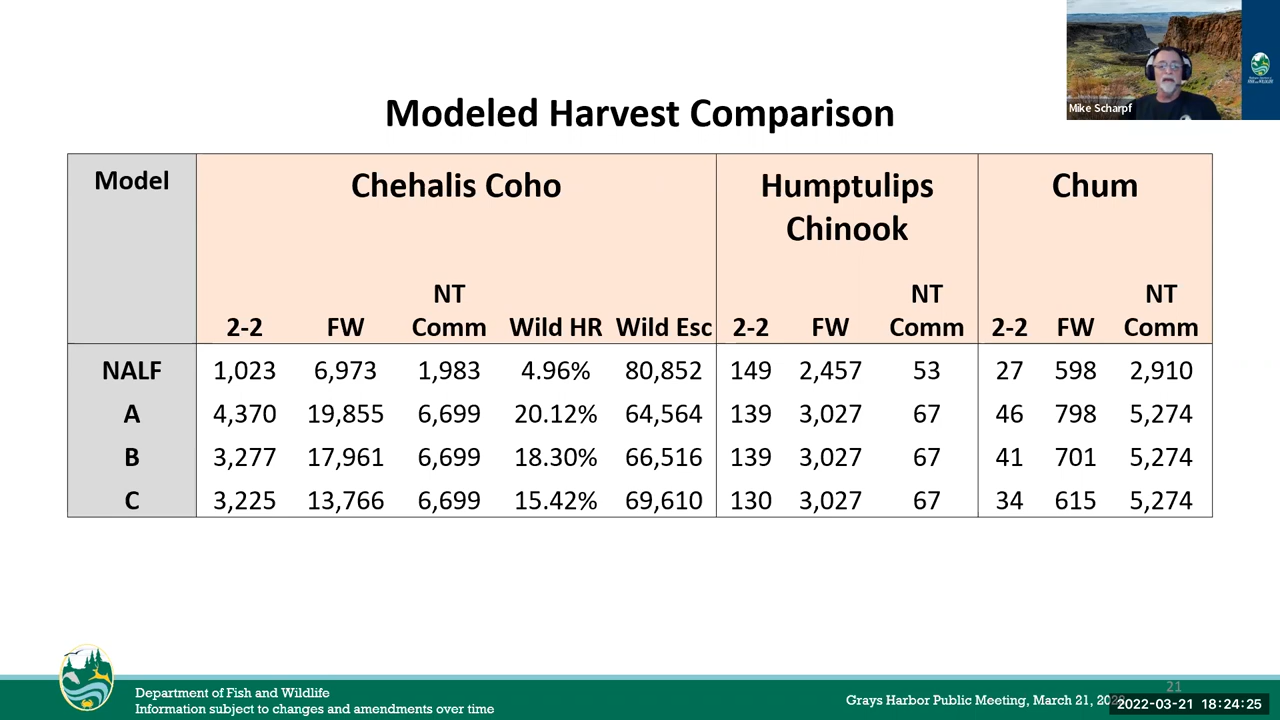 Mike Scharpf
Modeled Harvest Comparison
Model Chehalis Coho Humptulips Chinook Chum
2-2 FW NT Comm Wild HR Wild Esc 2-2 FW NT Comm 2-2 FW NT Comm
NALF 1,023 6,973 1,983 4.96% 80,852 149 2,457 53 27 598 2,910
A 4,370 19,855 6,699 20.12% 64,564 139 3,027 67 46 798 5,274
B 3,277 17,961 6,699 18.30% 66,516 139 3,027 67 41 701 5,274
C 3,225 13,766 6,699 15.42% 69,610 130 3,027 67 34 615 5,274
Department of Fish and Wildlife
Information subject to changes and amendments over time
Grays Harbor Public Meeting, March 21,
21
2022-03-21 18:24:25